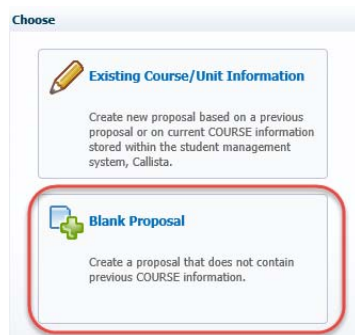 Choose
Existing Course/Unit Information
Create new proposal based on a previous
proposal or on current COURSE information
stored within the student management
system, Callista.
Blank Proposal
Create a proposal that does not contain
previous COURSE information.